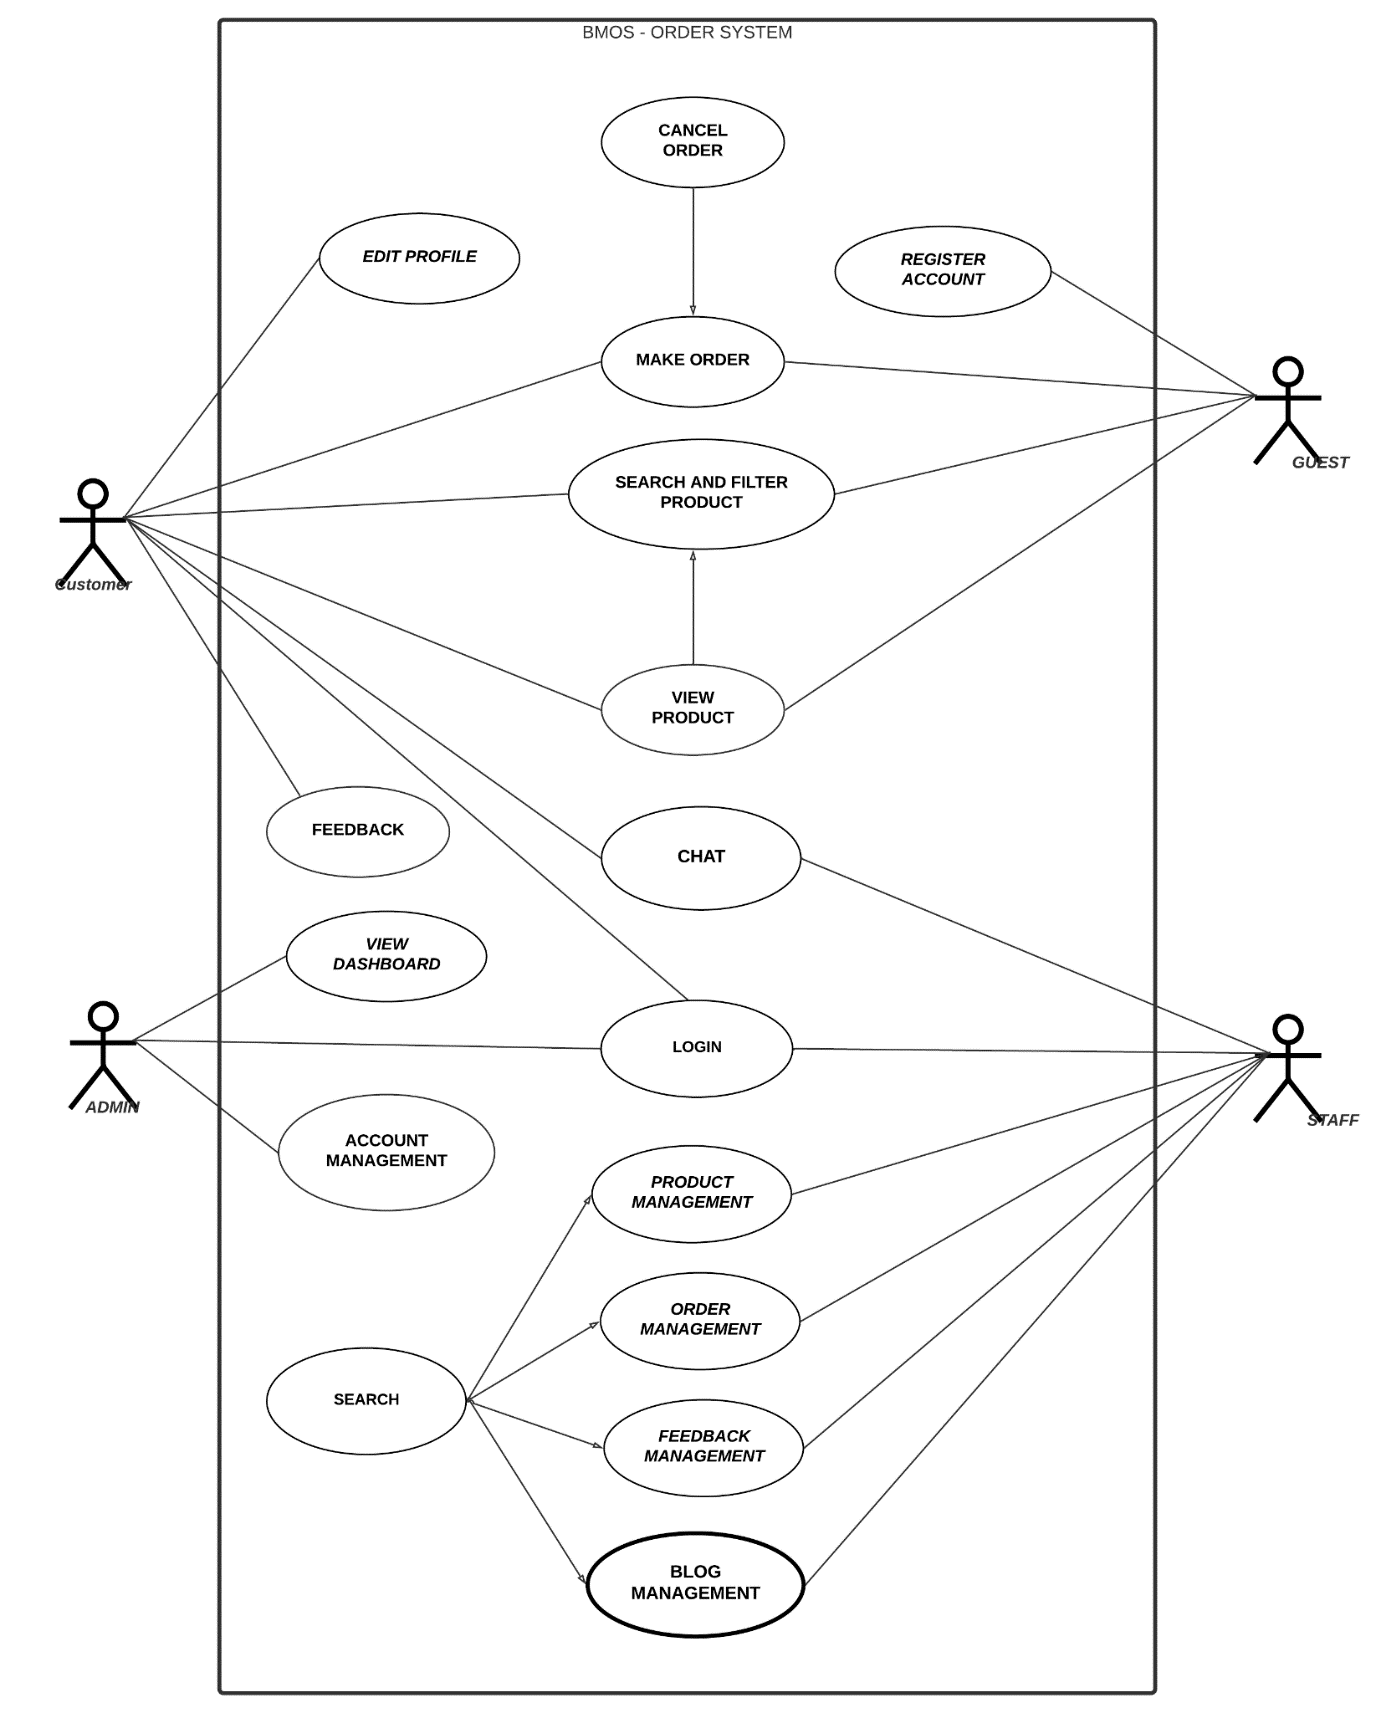 BMOS - ORDER SYSTEM
CANCEL
ORDER
EDIT PROFILE
REGISTER
ACCOUNT
MAKE ORDER
GUEST
SEARCH AND FILTER
PRODUCT
Customer
VIEW
PRODUCT
FEEDBACK
CHAT
VIEW
DASHBOARD
LOGIN
ADMIN
STAFF
ACCOUNT
MANAGEMENT
PRODUCT
MANAGEMENT
ORDER
MANAGEMENT
SEARCH
FEEDBACK
MANAGEMENT
BLOG
MANAGEMENT